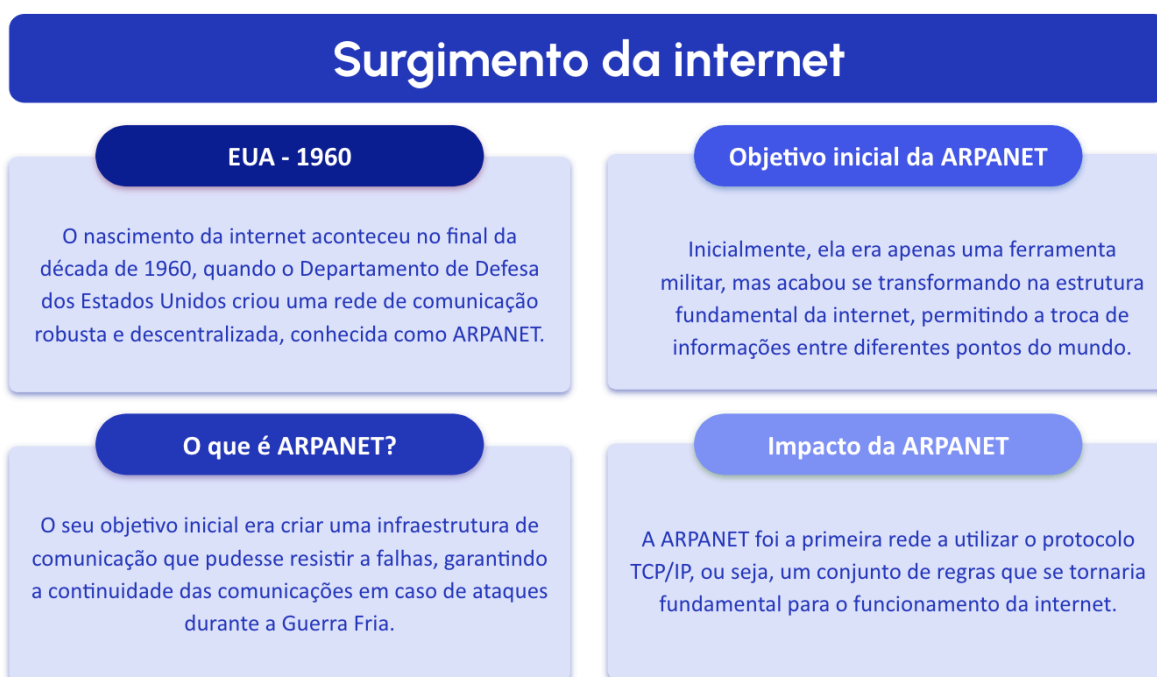 Surgimento da internet
EUA - 1960
O nascimento da internet aconteceu no final da
década de 1960, quando o Departamento de Defesa
dos Estados Unidos criou uma rede de comunicação
robusta e descentralizada, conhecida como ARPANET.
Objetivo inicial da ARPANET
Inicialmente, ela era apenas uma ferramenta
militar, mas acabou se transformando na estrutura
fundamental da internet, permitindo a troca de
informações entre diferentes pontos do mundo.
O que é ARPANET?
O seu objetivo inicial era criar uma infraestrutura de
comunicação que pudesse resistir a falhas, garantindo
a continuidade das comunicações em caso de ataques
durante a Guerra Fria.
Impacto da ARPANET
A ARPANET foi a primeira rede a utilizar o protocolo
TCP/IP, ou seja, um conjunto de regras que se tornaria
fundamental para o funcionamento da internet.